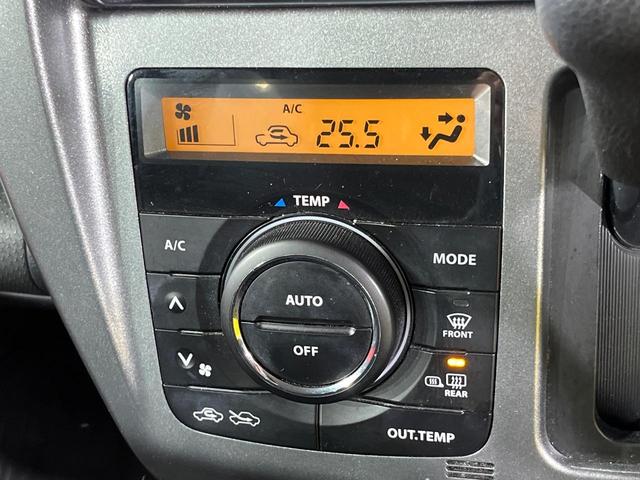 A/C
25.5
TEMP
A/C
MODE
AUTO
OFF
FRONT
REAR
OUT.TEMP